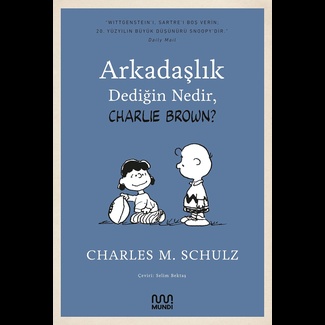 "WITTGENSTEIN'I, SARTRE'I BOŞ VERİN;
20. YÜZYILIN BÜYÜK DÜŞÜNÜRÜ SNOOPY'DİR."
Daily Mail
Arkadaşlık
Dediğin Nedir,
CHARLIE BROWN?
CHARLES M. SCHULZ
Çeviri: Selim Bektaş
MUNDI